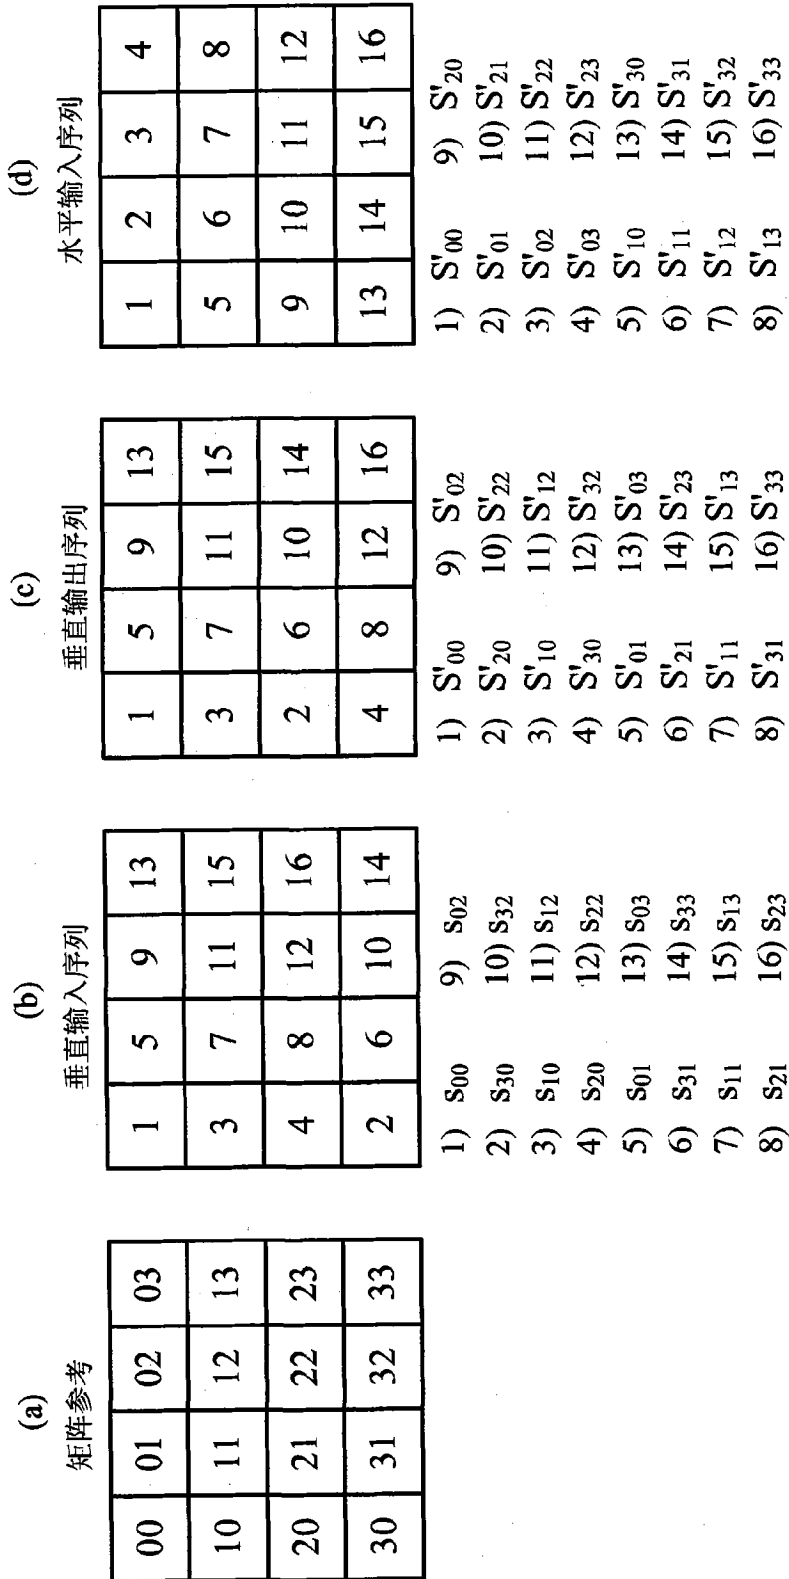 (a)
矩阵参考
00 01 02 03
10 11 12 13
20 21 22 23
30 31 32 33
(b)
垂直输入序列
1 5 9 13
3 7 11 15
4 8 12 16
2 6 10 14
1) s00 9) s02
2) s30 10) s32
3) s10 11) s12
4) s20 12) s22
5) s01 13) s03
6) s31 14) s33
7) s11 15) s13
8) s21 16) s23
(c)
垂直输出序列
1 5 9 13
3 7 11 15
2 6 10 14
4 8 12 16
1) S'00 9) S'02
2) S'20 10) S'22
3) S'10 11) S'12
4) S'30 12) S'32
5) S'01 13) S'03
6) S'21 14) S'23
7) S'11 15) S'13
8) S'31 16) S'33
(d)
水平输入序列
1 2 3 4
5 6 7 8
9 10 11 12
13 14 15 16
1) S'00 9) S'20
2) S'01 10) S'21
3) S'02 11) S'22
4) S'03 12) S'23
5) S'10 13) S'30
6) S'11 14) S'31
7) S'12 15) S'32
8) S'13 16) S'33